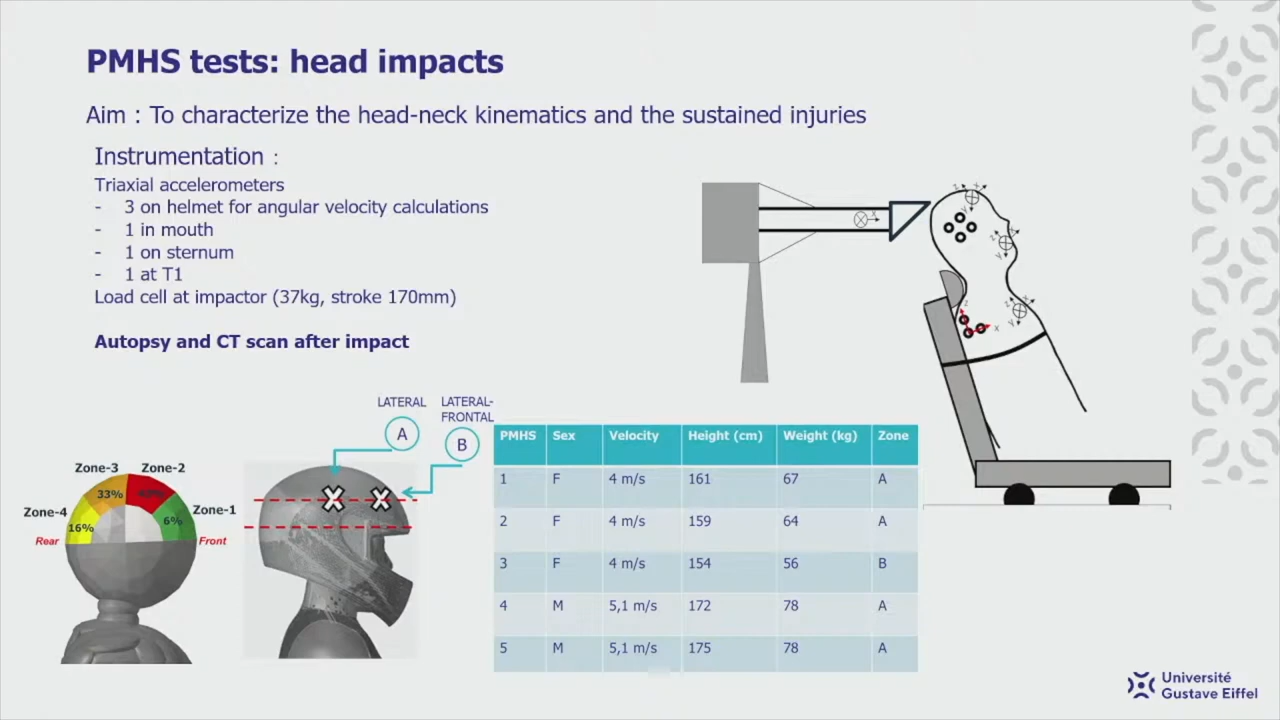 PMHS tests: head impacts
Aim : To characterize the head-neck kinematics and the sustained injuries
Instrumentation :
Triaxial accelerometers
- 3 on helmet for angular velocity calculations
- 1 in mouth
- 1 on sternum
- 1 at T1
Load cell at impactor (37kg, stroke 170mm)
Autopsy and CT scan after impact
LATERAL
A
LATERAL-
FRONTAL
B
Zone-3 Zone-2
33%
Zone-4 Zone-1
16% 6%
Rear Front
PMHS Sex Velocity Height (cm) Weight (kg) Zone
1 F 4 m/s 161 67 A
2 F 4 m/s 159 64 A
3 F 4 m/s 154 56 B
4 M 5,1 m/s 172 78 A
5 M 5,1 m/s 175 78 A
Université
Gustave Eiffel